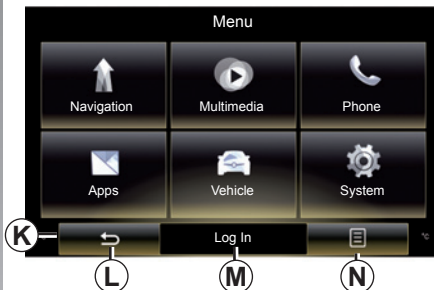 Menu
Navigation Multimedia Phone
Apps Vehicle System
K Log In °C
L M N